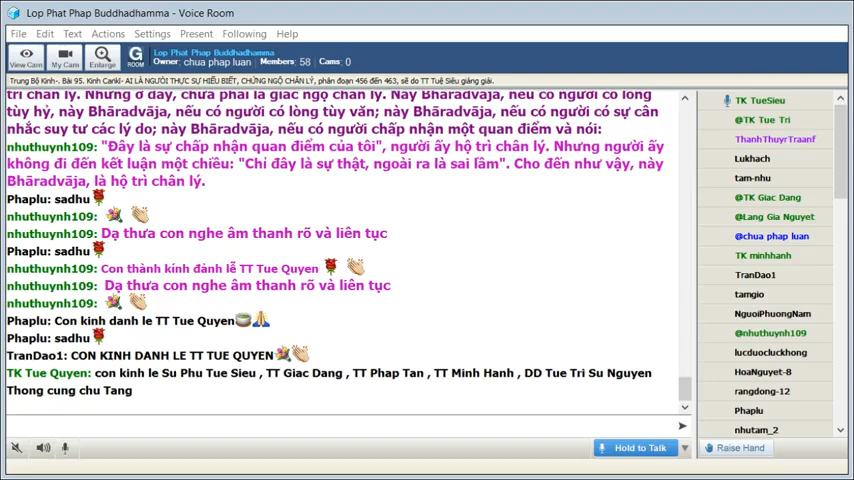 Lop Phat Phap Buddhadhamma - Voice Room
File Edit Text Actions Settings Present Following Help
View Cam My Cam Enlarge G ROOM
Lop Phat Phap Buddhadhamma
Owner: chua phap luan Members: 58 Cams: 0
Trung Bộ Kinh-. Bài 95. Kinh Cankī- AI LÀ NGƯỜI THỰC SỰ HIỂU BIẾT, CHỨNG NGỘ CHÂN LÝ, phân đoạn 456 đến 463, sẽ do TT Tuệ Siêu giảng giải.
trì chân lý. Nhưng ở đây, chưa phải là giác ngộ chân lý. Này Bhāradvāja, nếu có người có lòng
tùy hỷ, này Bhāradvāja, nếu có người có lòng tùy văn; này Bhāradvāja, nếu có người có sự cân
nhắc suy tư các lý do; này Bhāradvāja, nếu có người chấp nhận một quan điểm và nói:
nhuthuynh109: "Đây là sự chấp nhận quan điểm của tôi", người ấy hộ trì chân lý. Nhưng người ấy
không đi đến kết luận một chiều: "Chỉ đây là sự thật, ngoài ra là sai lầm". Cho đến như vậy, này
Bhāradvāja, là hộ trì chân lý.
Phaplu: sadhu
nhuthuynh109:
nhuthuynh109: Dạ thưa con nghe âm thanh rõ và liên tục
Phaplu: sadhu
nhuthuynh109: Con thành kính đảnh lễ TT Tue Quyen
nhuthuynh109: Dạ thưa con nghe âm thanh rõ và liên tục
nhuthuynh109:
Phaplu: Con kinh danh le TT Tue Quyen
Phaplu: sadhu
TranDao1: CON KINH DANH LE TT TUE QUYEN
TK Tue Quyen: con kinh le Su Phu Tue Sieu , TT Giac Dang , TT Phap Tan , TT Minh Hanh , DD Tue Tri Su Nguyen
Thong cung chu Tang
Hold to Talk
TK TueSieu
@TK Tue Tri
ThanhThuyrTraanf
Lukhach
tam-nhu
@TK Giac Dang
@Lang Gia Nguyet
@chua phap luan
TK minhhanh
TranDao1
tamgio
NguoiPhuongNam
@nhuthuynh109
lucduocluckhong
HoaNguyet-8
rangdong-12
Phaplu
nhutam_2
Raise Hand